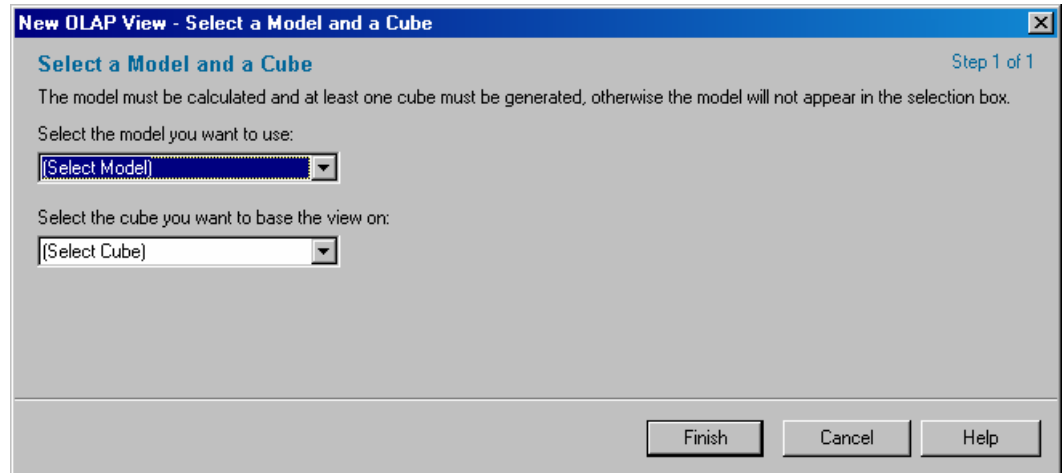 New OLAP View - Select a Model and a Cube
Select a Model and a Cube
Step 1 of 1
The model must be calculated and at least one cube must be generated, otherwise the model will not appear in the selection box.
Select the model you want to use:
(Select Model)
Select the cube you want to base the view on:
(Select Cube)
Finish
Cancel
Help